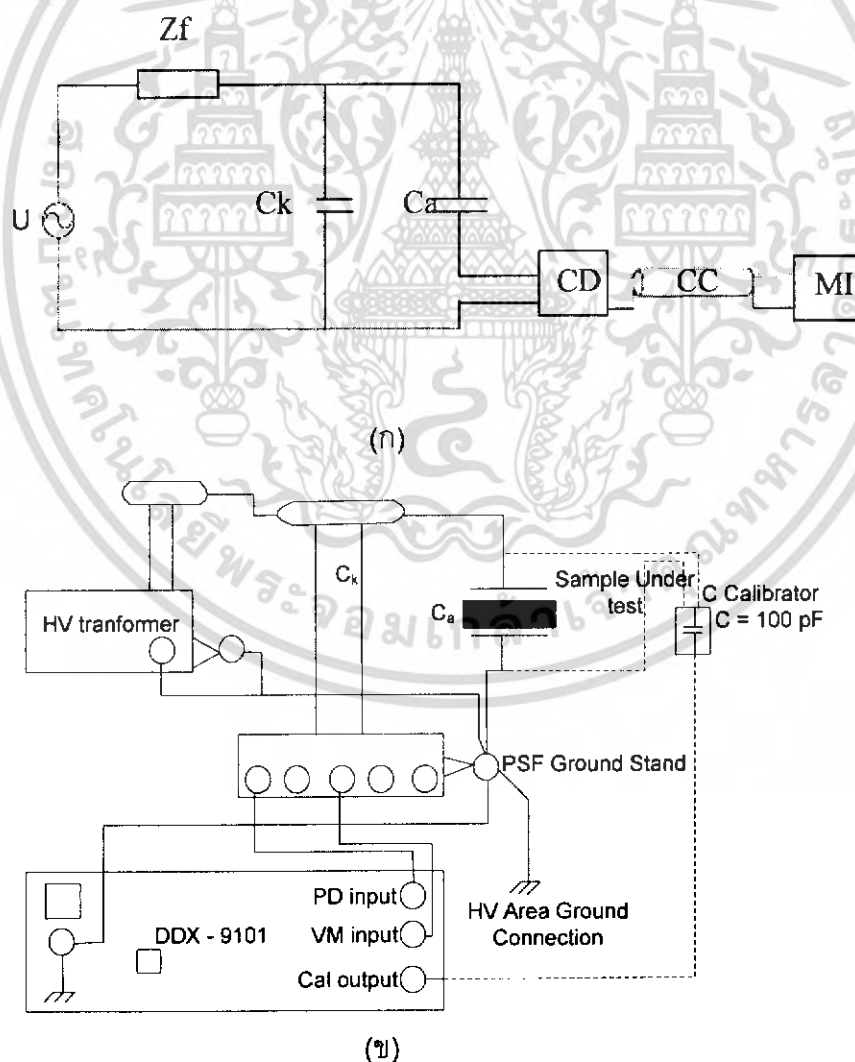 Zf
U
Ck
Ca
CD
CC
MI
(ก)
HV tranformer
Ck
Ca
Sample Under
test
C Calibrator
C = 100 pF
PSF Ground Stand
PD input
VM input
Cal output
DDX - 9101
HV Area Ground
Connection
(ข)